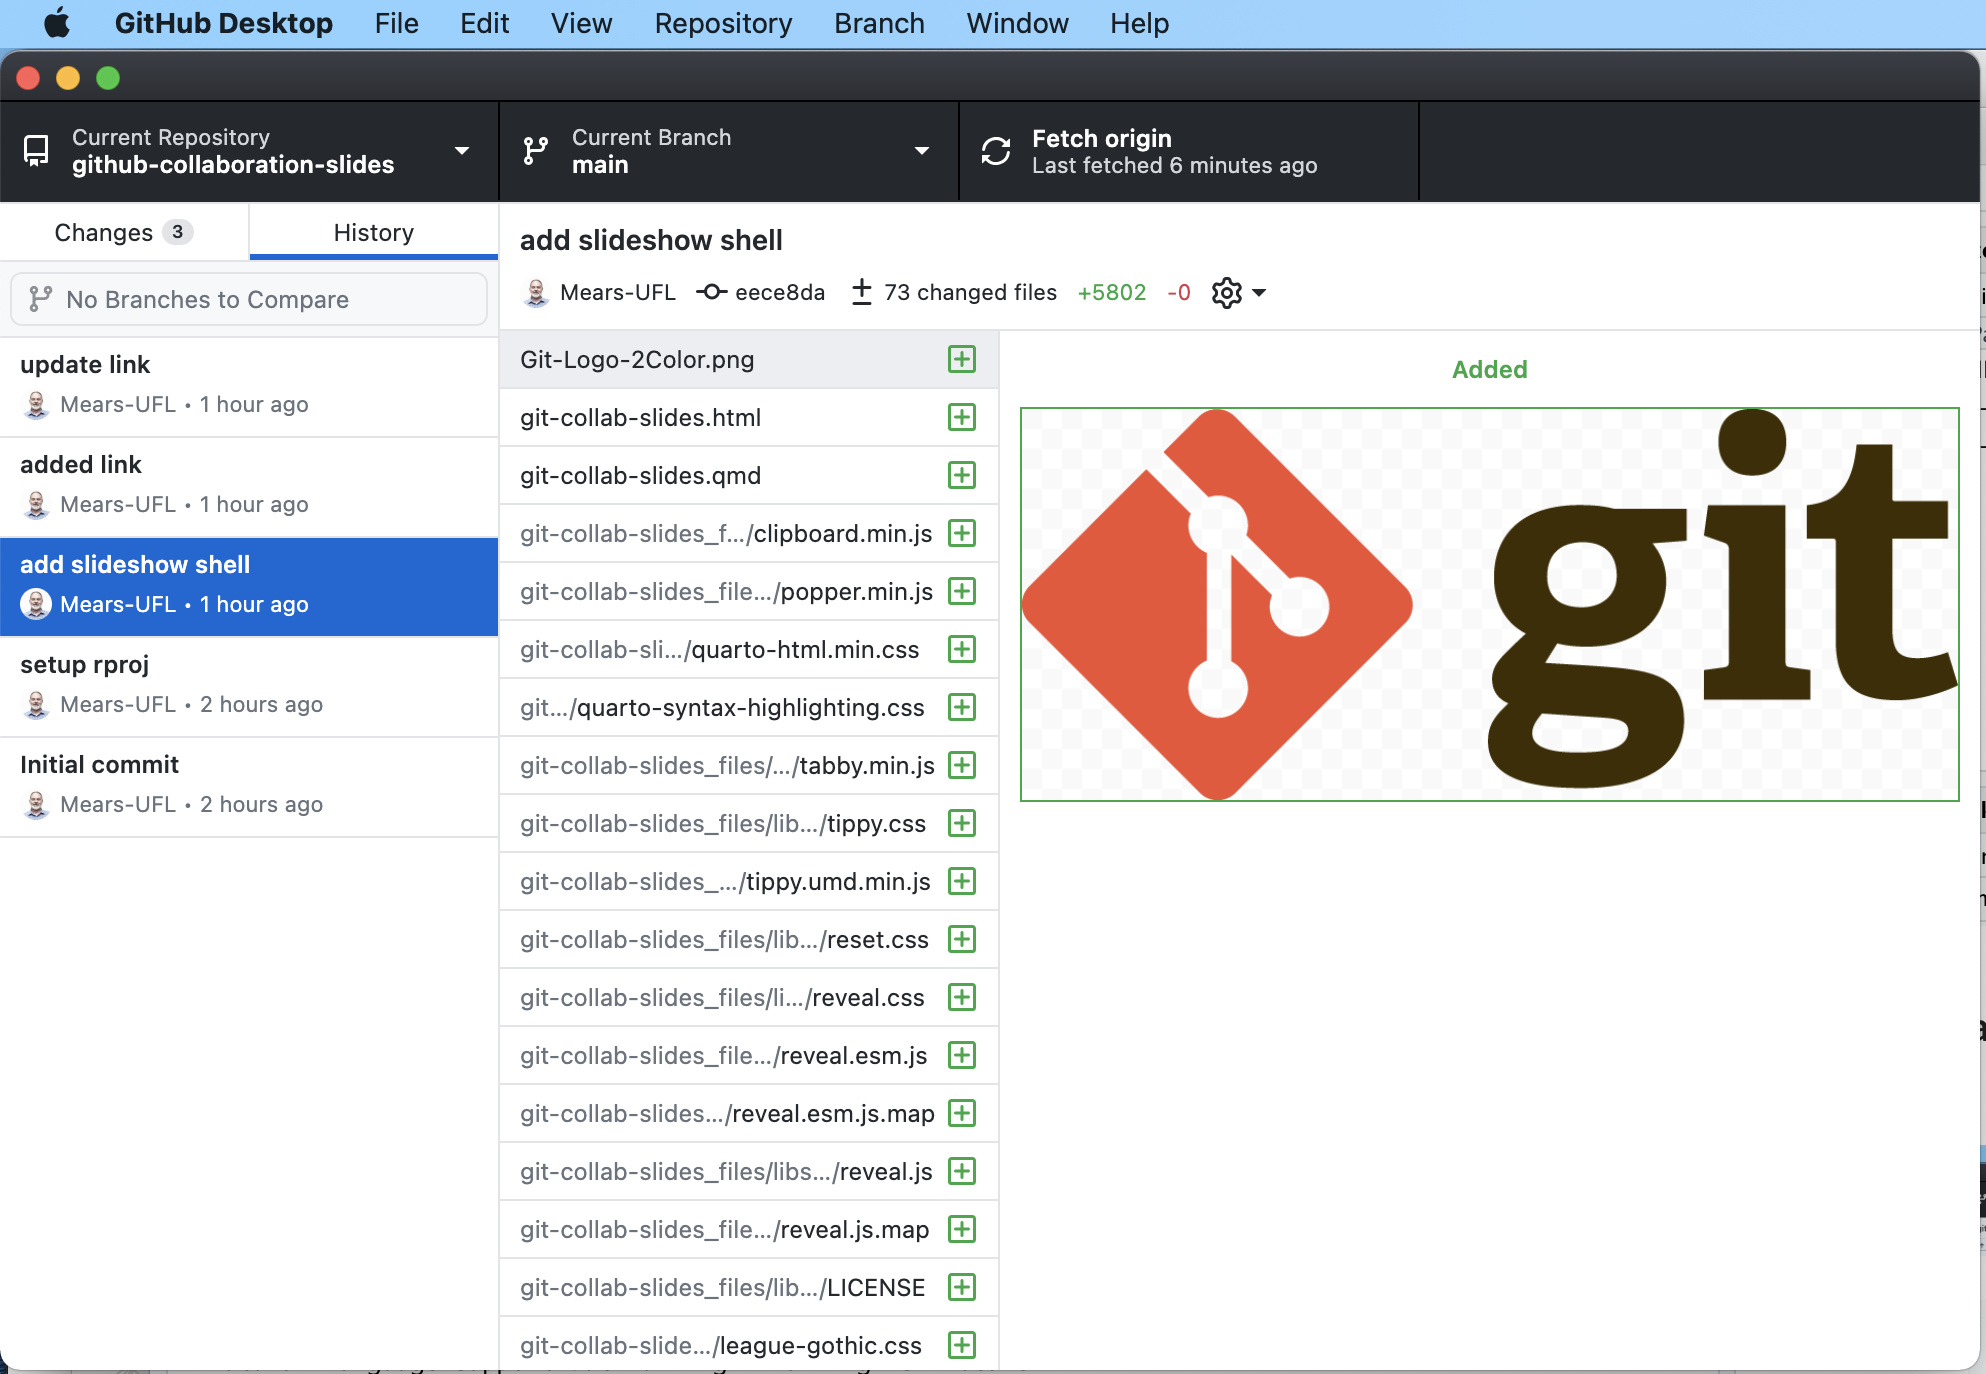 GitHub Desktop File Edit View Repository Branch Window Help
Current Repository
github-collaboration-slides
Current Branch
main
Fetch origin
Last fetched 6 minutes ago
Changes 3
History
No Branches to Compare
update link
Mears-UFL • 1 hour ago
added link
Mears-UFL • 1 hour ago
add slideshow shell
Mears-UFL • 1 hour ago
setup rproj
Mears-UFL • 2 hours ago
Initial commit
Mears-UFL • 2 hours ago
add slideshow shell
Mears-UFL eece8da 73 changed files +5802 -0
Git-Logo-2Color.png
git-collab-slides.html
git-collab-slides.qmd
git-collab-slides_f.../clipboard.min.js
git-collab-slides_file.../popper.min.js
git-collab-sli.../quarto-html.min.css
git.../quarto-syntax-highlighting.css
git-collab-slides_files/.../tabby.min.js
git-collab-slides_files/lib.../tippy.css
git-collab-slides_.../tippy.umd.min.js
git-collab-slides_files/lib.../reset.css
git-collab-slides_files/li.../reveal.css
git-collab-slides_file.../reveal.esm.js
git-collab-slides.../reveal.esm.js.map
git-collab-slides_files/libs.../reveal.js
git-collab-slides_file.../reveal.js.map
git-collab-slides_files/lib.../LICENSE
git-collab-slide.../league-gothic.css
Added
git